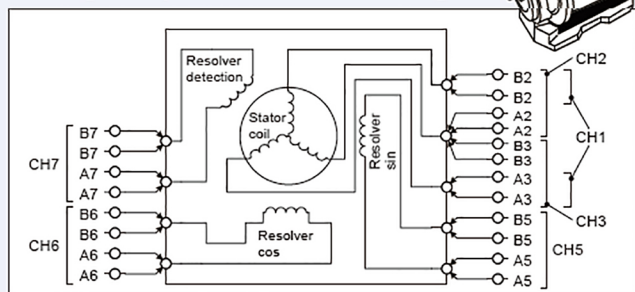 Resolver
detection
Stator
coil
Resolver
sin
Resolver
cos
B7
B7
A7
A7
CH7
B6
B6
A6
A6
CH6
B2
B2
A2
A2
B3
B3
A3
A3
B5
B5
A5
A5
CH2
CH1
CH3
CH5